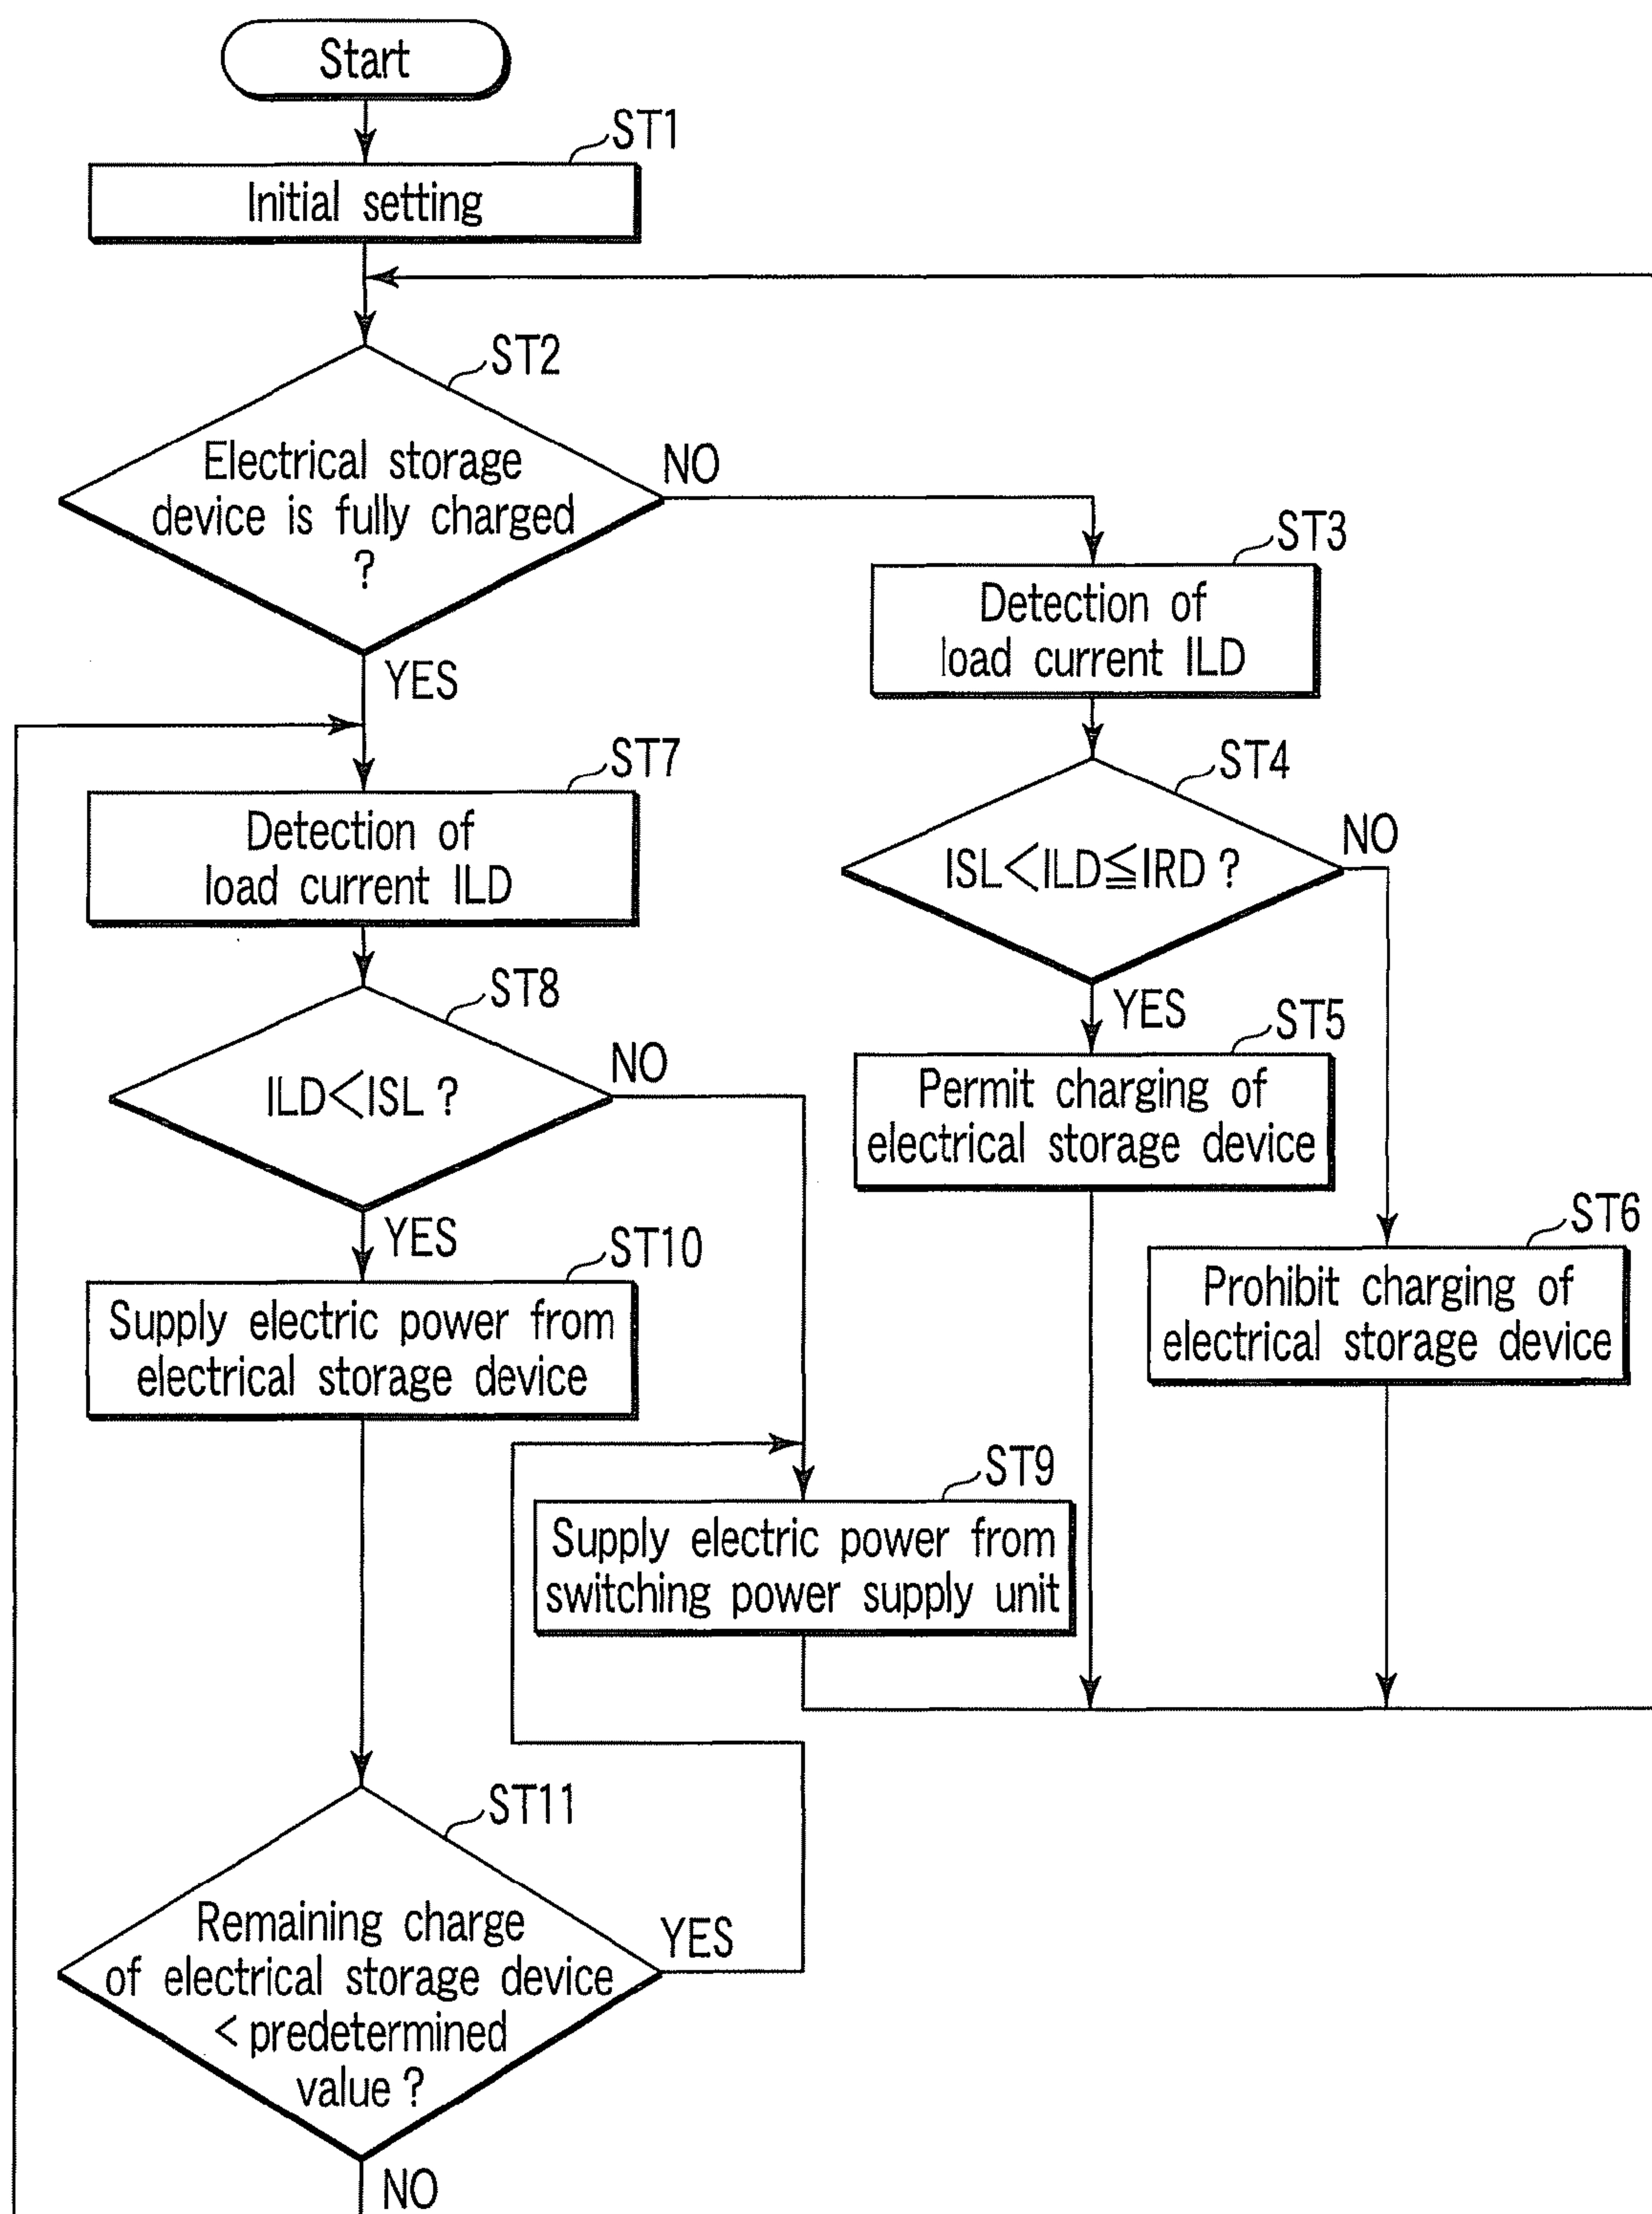 Start
ST1
Initial setting
ST2
Electrical storage
device is fully charged
?
NO
YES
ST3
Detection of
load current ILD
ST7
Detection of
load current ILD
ST4
ISL<ILD≦IRD ?
NO
YES
ST8
ILD<ISL ?
NO
YES
ST5
Permit charging of
electrical storage device
ST6
Prohibit charging of
electrical storage device
ST10
Supply electric power from
electrical storage device
ST9
Supply electric power from
switching power supply unit
ST11
Remaining charge
of electrical storage device
< predetermined
value ?
YES
NO